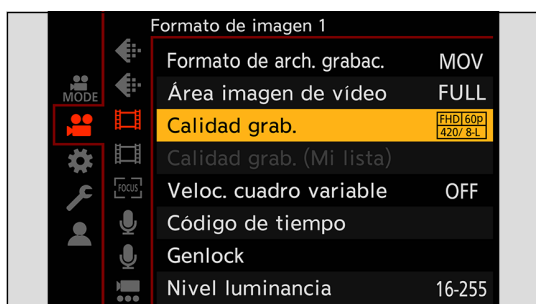 Formato de imagen 1
Formato de arch. grabac. MOV
MODE
Área imagen de vídeo FULL
Calidad grab. FHD 60p
420/ 8-L
Calidad grab. (Mi lista)
FOCUS
Veloc. cuadro variable OFF
Código de tiempo
Genlock
Nivel luminancia 16-255